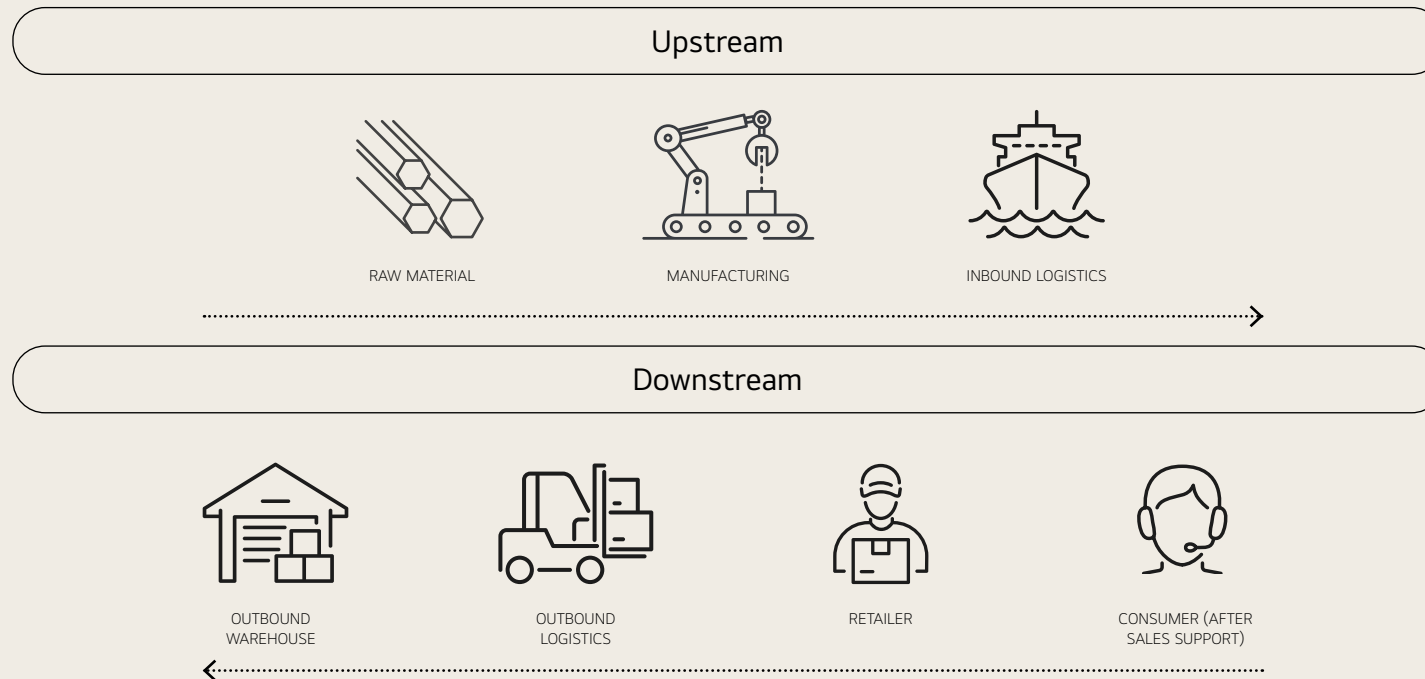 Upstream
RAW MATERIAL
MANUFACTURING
INBOUND LOGISTICS
Downstream
OUTBOUND
WAREHOUSE
OUTBOUND
LOGISTICS
RETAILER
CONSUMER (AFTER
SALES SUPPORT)